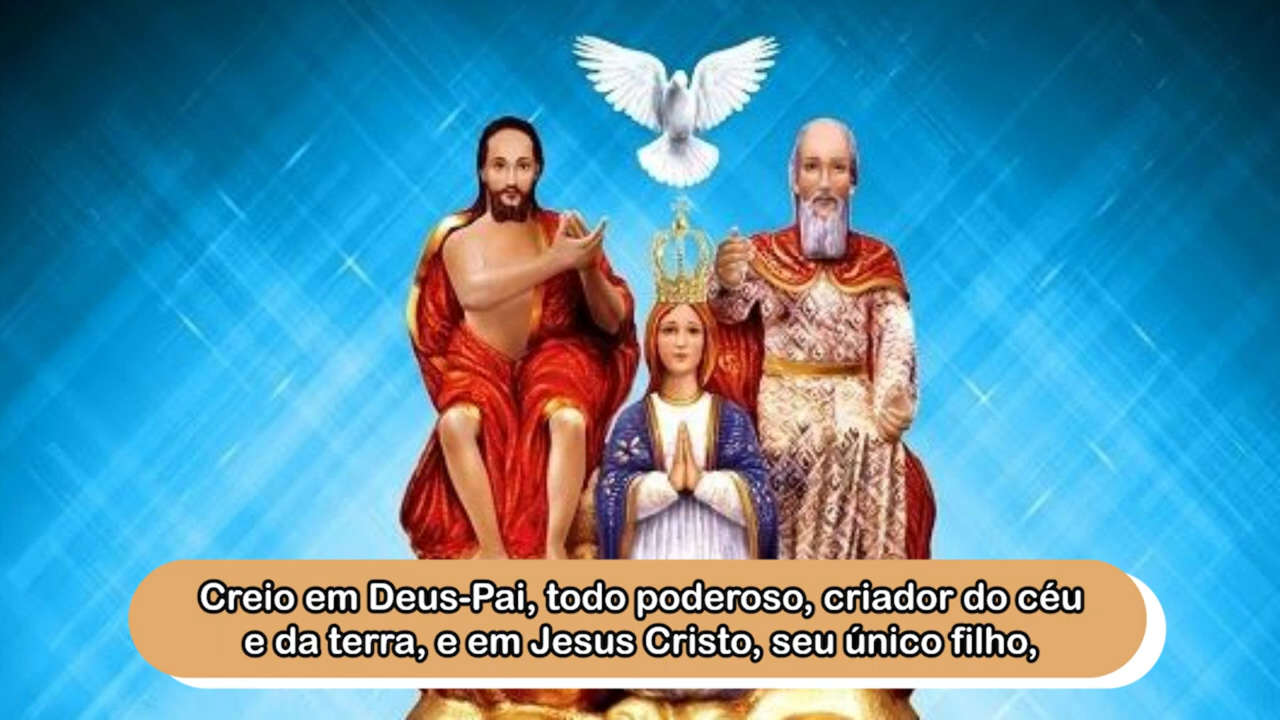 Creio em Deus-Pai, todo poderoso, criador do céu
e da terra, e em Jesus Cristo, seu único filho,